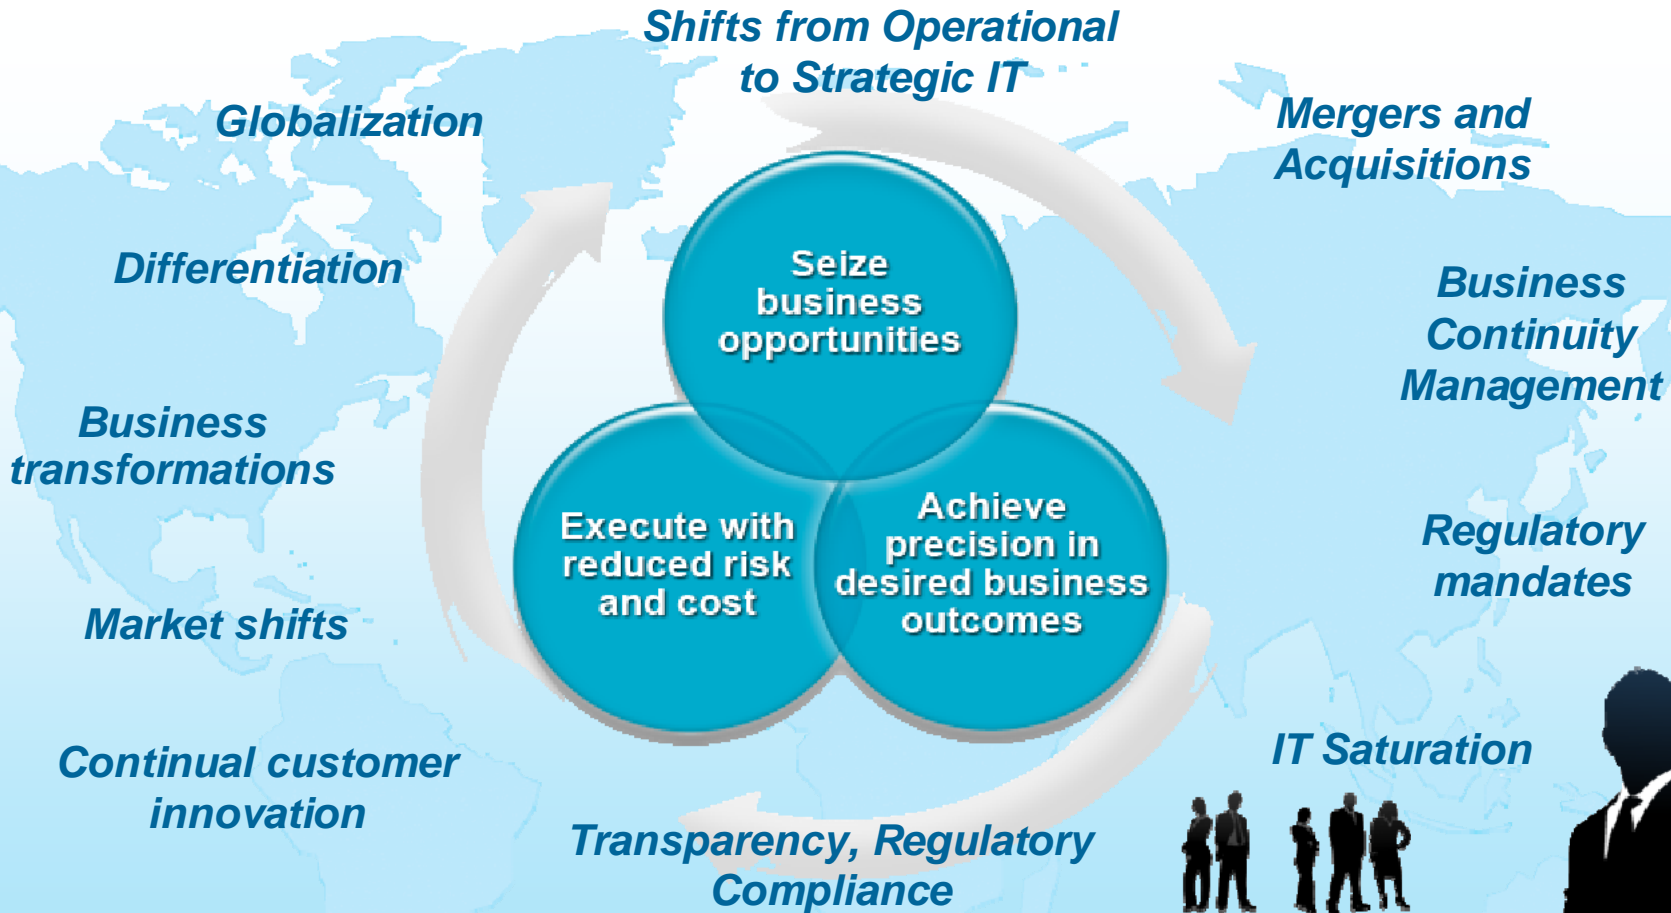 Shifts from Operational
to Strategic IT
Globalization
Mergers and
Acquisitions
Differentiation
Seize
business
opportunities
Business
Continuity
Management
Business
transformations
Execute with
reduced risk
and cost
Achieve
precision in
desired business
outcomes
Regulatory
mandates
Market shifts
Continual customer
innovation
IT Saturation
Transparency, Regulatory
Compliance